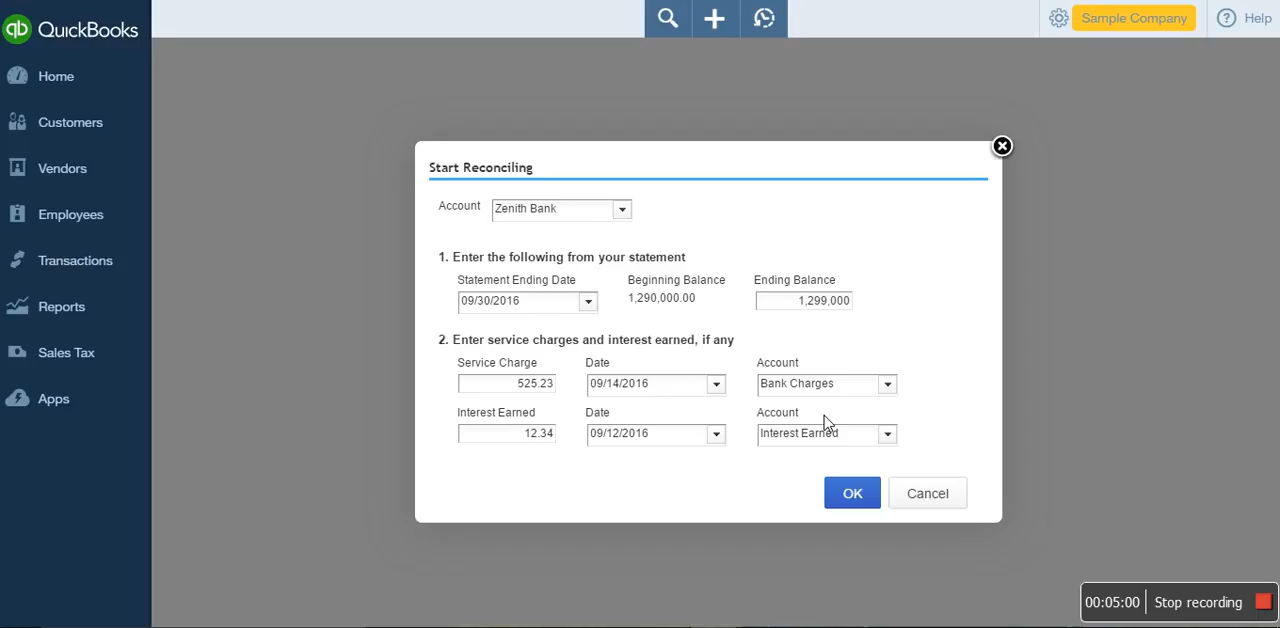 qb QuickBooks
Sample Company
Help
Home
Customers
Vendors
Employees
Transactions
Reports
Sales Tax
Apps
Start Reconciling
Account Zenith Bank
1. Enter the following from your statement
Statement Ending Date Beginning Balance Ending Balance
09/30/2016 1,290,000.00 1,299,000
2. Enter service charges and interest earned, if any
Service Charge Date Account
525.23 09/14/2016 Bank Charges
Interest Earned Date Account
12.34 09/12/2016 Interest Earned
OK Cancel
00:05:00 Stop recording